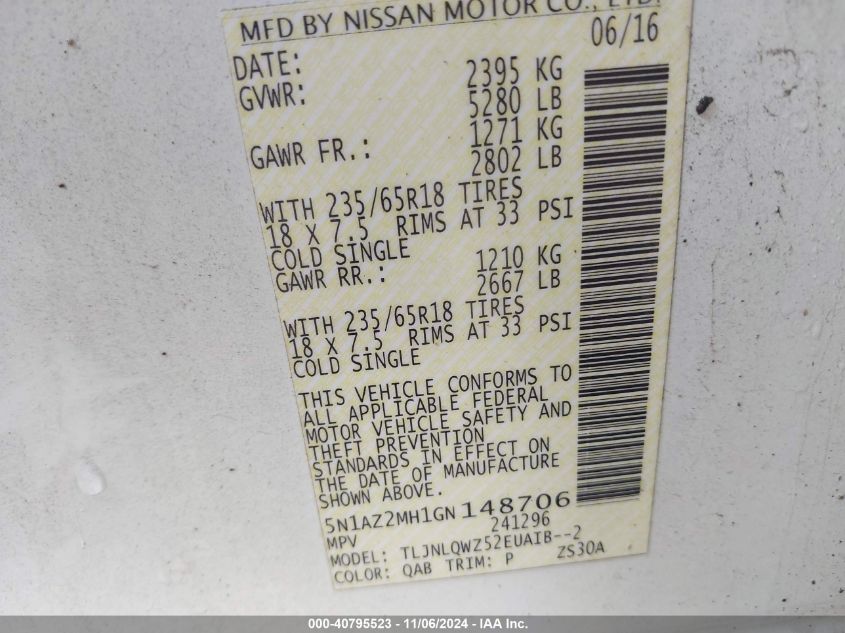 MFD BY NISSAN MOTOR CO., LTD.
DATE: 06/16
GVWR: 2395 KG
5280 LB
GAWR FR.: 1271 KG
2802 LB
WITH 235/65R18 TIRES
18 X 7.5 RIMS AT 33 PSI
COLD SINGLE
GAWR RR.: 1210 KG
2667 LB
WITH 235/65R18 TIRES
18 X 7.5 RIMS AT 33 PSI
COLD SINGLE
THIS VEHICLE CONFORMS TO
ALL APPLICABLE FEDERAL
MOTOR VEHICLE SAFETY AND
THEFT PREVENTION
STANDARDS IN EFFECT ON
THE DATE OF MANUFACTURE
SHOWN ABOVE.
5N1AZ2MH1GN148706
MPV 241296
MODEL: TLJNLQWZ52EUAIB--2
COLOR: QAB TRIM: P ZS30A
000-40795523 - 11/06/2024 - IAA Inc.